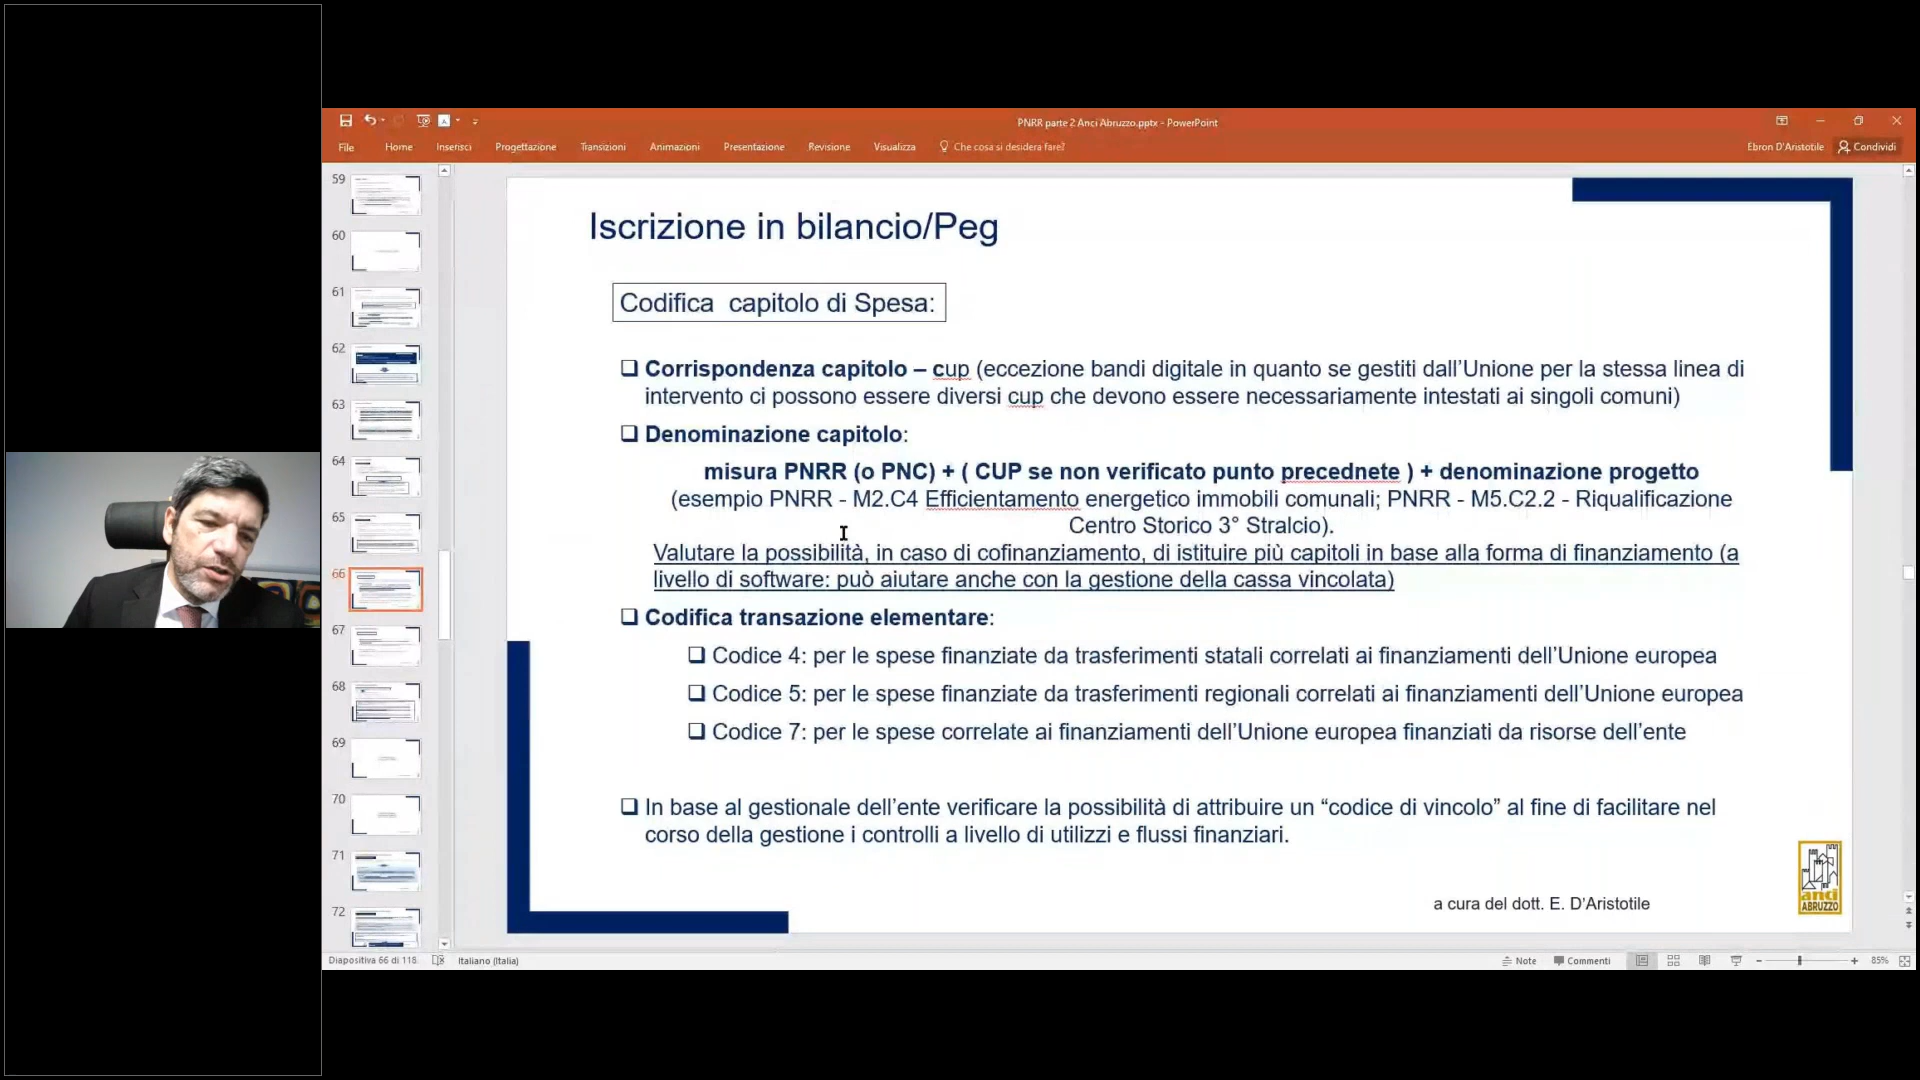 PNRR parte 2 Anci Abruzzo.pptx - PowerPoint
File Home Inserisci Progettazione Transizioni Animazioni Presentazione Revisione Visualizza Che cosa si desidera fare? Ebron D'Aristotile Condividi
59
60
61
62
63
64
65
66
67
68
69
70
71
72
Iscrizione in bilancio/Peg
Codifica capitolo di Spesa:
Corrispondenza capitolo – cup (eccezione bandi digitale in quanto se gestiti dall'Unione per la stessa linea di
intervento ci possono essere diversi cup che devono essere necessariamente intestati ai singoli comuni)
Denominazione capitolo:
misura PNRR (o PNC) + ( CUP se non verificato punto precednete ) + denominazione progetto
(esempio PNRR - M2.C4 Efficientamento energetico immobili comunali; PNRR - M5.C2.2 - Riqualificazione
Centro Storico 3° Stralcio).
Valutare la possibilità, in caso di cofinanziamento, di istituire più capitoli in base alla forma di finanziamento (a
livello di software: può aiutare anche con la gestione della cassa vincolata)
Codifica transazione elementare:
Codice 4: per le spese finanziate da trasferimenti statali correlati ai finanziamenti dell'Unione europea
Codice 5: per le spese finanziate da trasferimenti regionali correlati ai finanziamenti dell'Unione europea
Codice 7: per le spese correlate ai finanziamenti dell'Unione europea finanziati da risorse dell'ente
In base al gestionale dell'ente verificare la possibilità di attribuire un “codice di vincolo” al fine di facilitare nel
corso della gestione i controlli a livello di utilizzi e flussi finanziari.
a cura del dott. E. D'Aristotile
anci
ABRUZZO
Diapositiva 66 di 118 Italiano (Italia) Note Commenti 85%